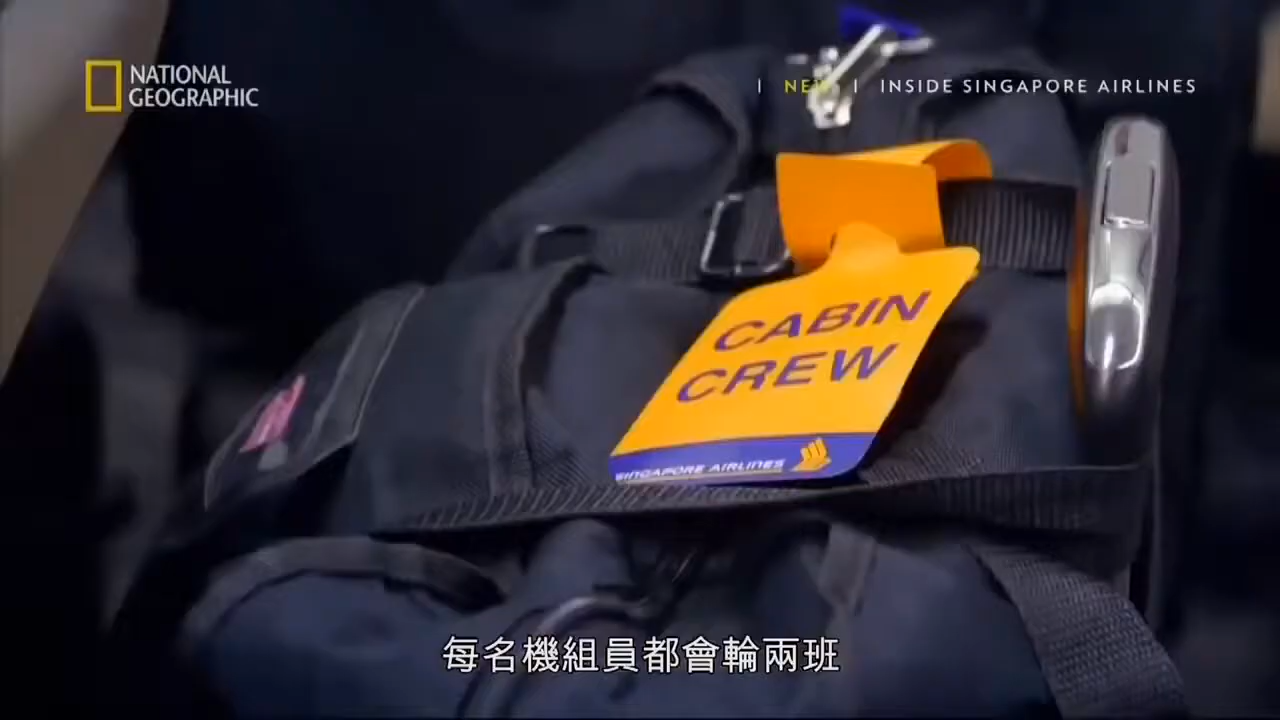 NATIONAL
GEOGRAPHIC
| NEW | INSIDE SINGAPORE AIRLINES
CABIN
CREW
SINGAPORE AIRLINES
每名機組員都會輪兩班